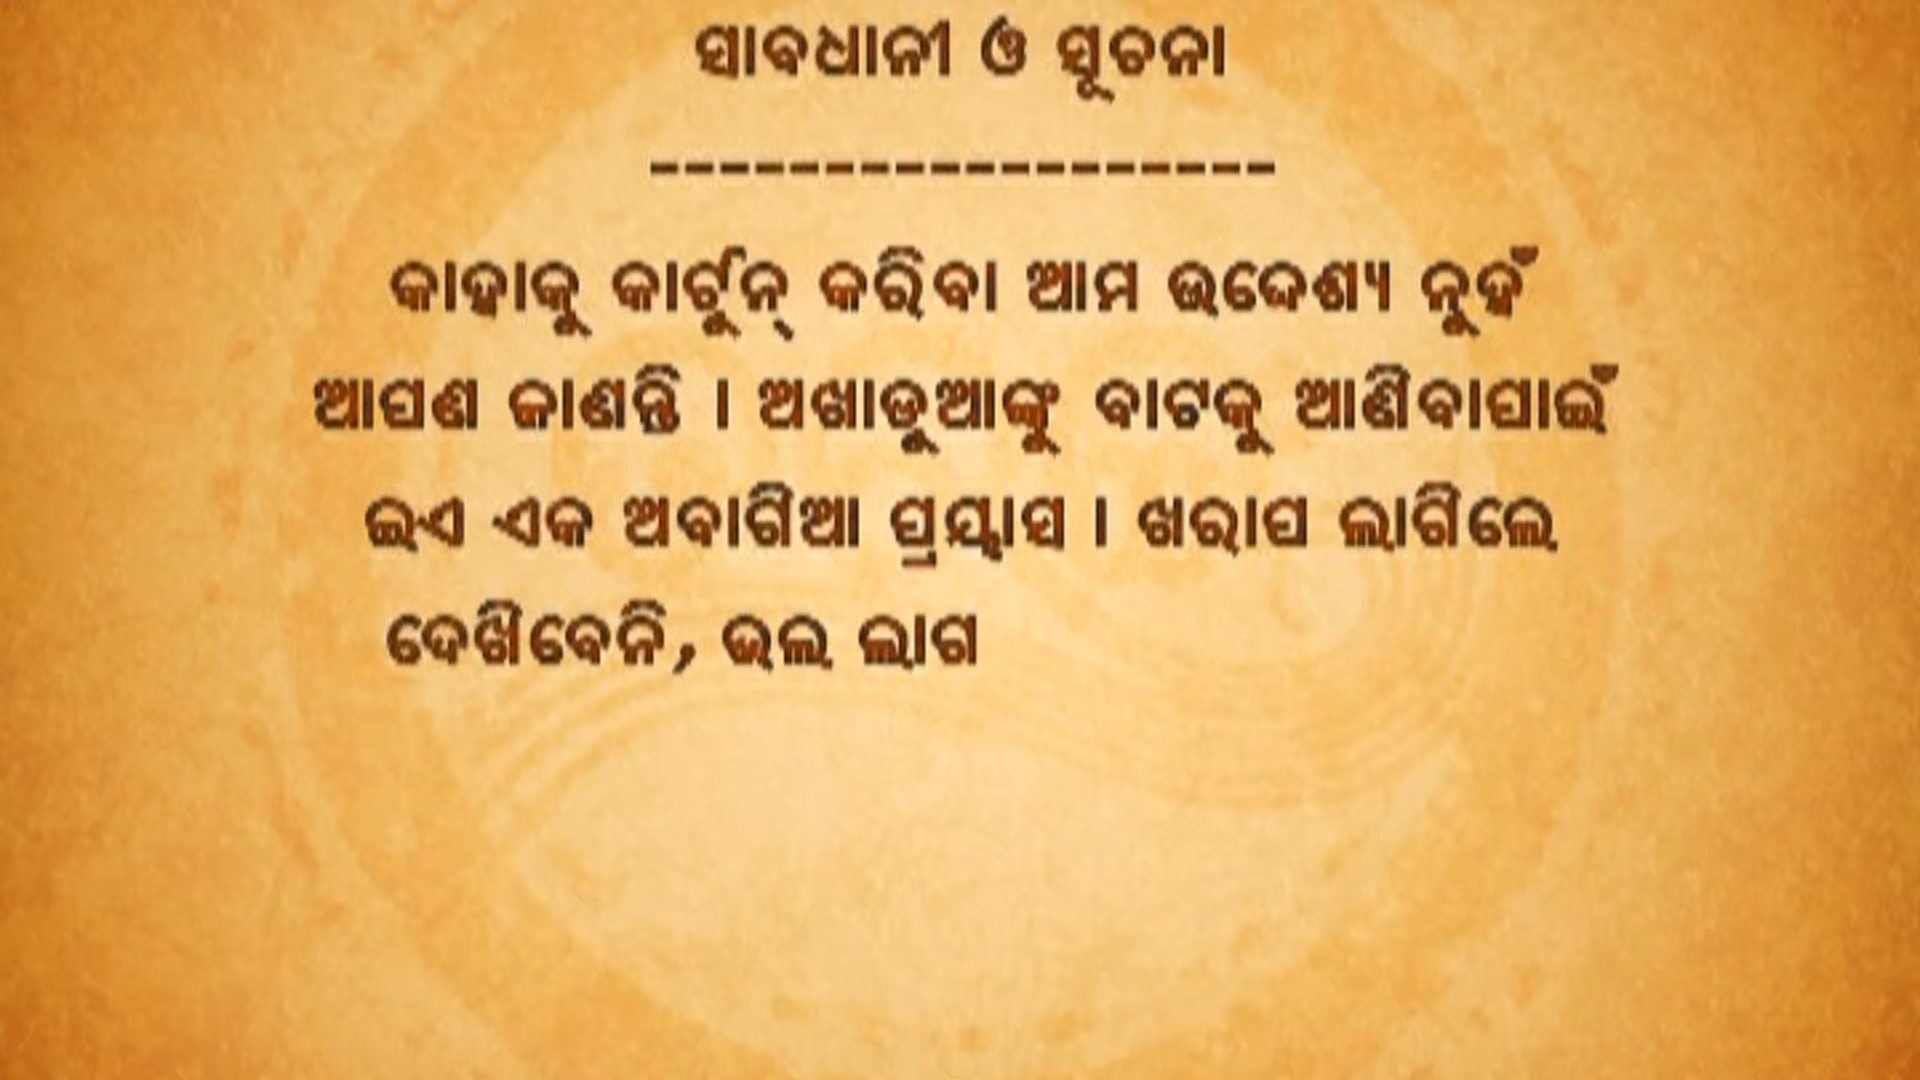 ସାବଧାନୀ ଓ ସୂଚନା
------------------
କାହାକୁ କାର୍ଟୁନ୍ କରିବା ଆମ ଉଦ୍ଦେଶ୍ୟ ନୁହଁ
ଆପଣ ଜାଣନ୍ତି । ଅଖାଡୁଆଙ୍କୁ ବାଟକୁ ଆଣିବାପାଇଁ
ଇଏ ଏକ ଅବାଗିଆ ପ୍ରୟାସ । ଖରାପ ଲାଗିଲେ
ଦେଖିବେନି, ଭଲ ଲାଗ